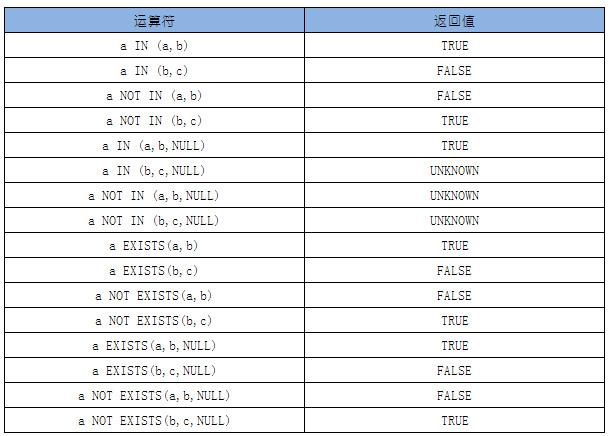 运算符 返回值
a IN (a,b) TRUE
a IN (b,c) FALSE
a NOT IN (a,b) FALSE
a NOT IN (b,c) TRUE
a IN (a,b,NULL) TRUE
a IN (b,c,NULL) UNKNOWN
a NOT IN (a,b,NULL) UNKNOWN
a NOT IN (b,c,NULL) UNKNOWN
a EXISTS(a,b) TRUE
a EXISTS(b,c) FALSE
a NOT EXISTS(a,b) FALSE
a NOT EXISTS(b,c) TRUE
a EXISTS(a,b,NULL) TRUE
a EXISTS(b,c,NULL) FALSE
a NOT EXISTS(a,b,NULL) FALSE
a NOT EXISTS(b,c,NULL) TRUE